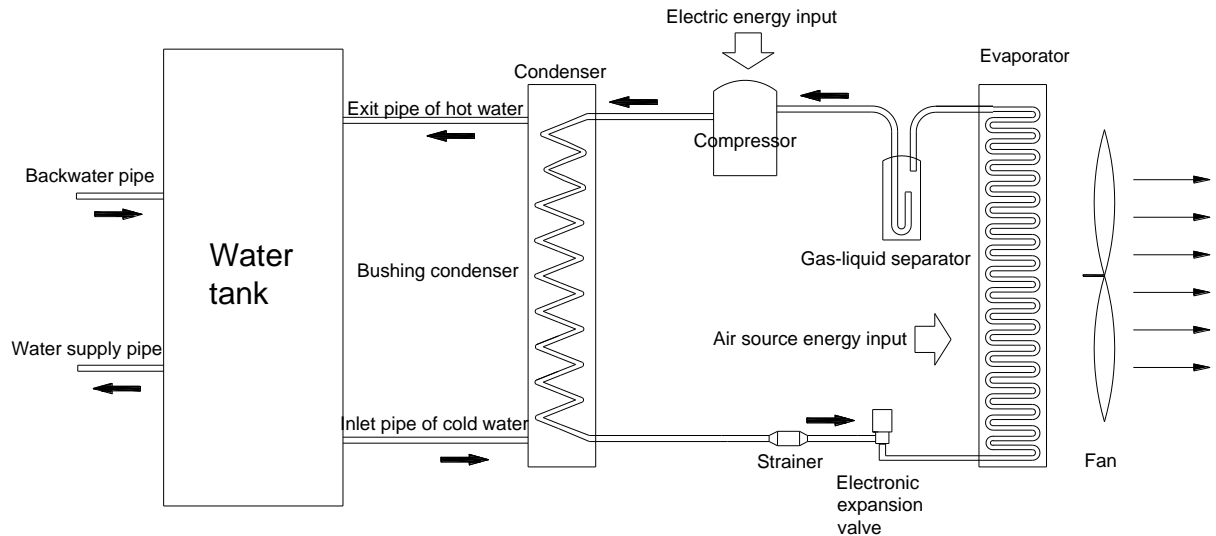 Electric energy input
Evaporator
Condenser
Exit pipe of hot water
Compressor
Backwater pipe
Water
tank
Bushing condenser
Gas-liquid separator
Air source energy input
Water supply pipe
Inlet pipe of cold water
Strainer
Fan
Electronic
expansion
valve